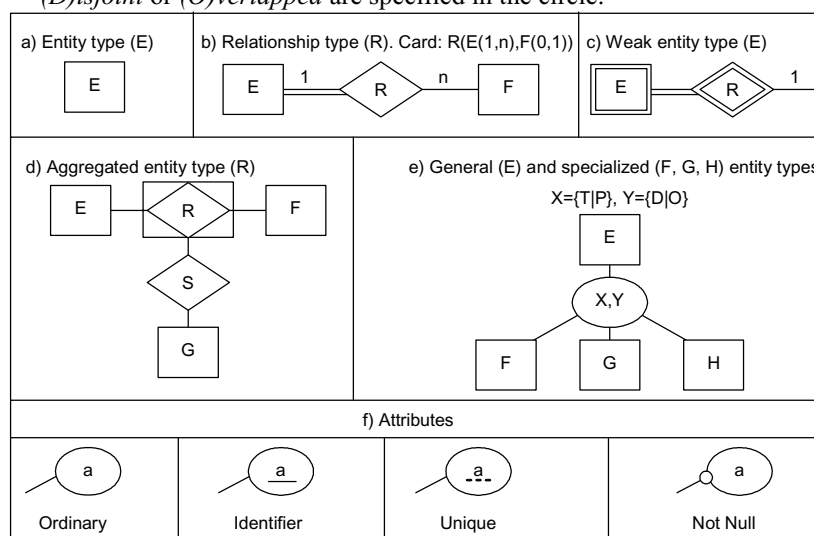 (D)isjoint or (O)verlapped are specified in the circle.
a) Entity type (E)
E
b) Relationship type (R). Card: R(E(1,n),F(0,1))
E 1 R n F
c) Weak entity type (E)
E R 1
d) Aggregated entity type (R)
E R F
S
G
e) General (E) and specialized (F, G, H) entity types
X={T|P}, Y={D|O}
E
X,Y
F G H
f) Attributes
a a a a
Ordinary Identifier Unique Not Null